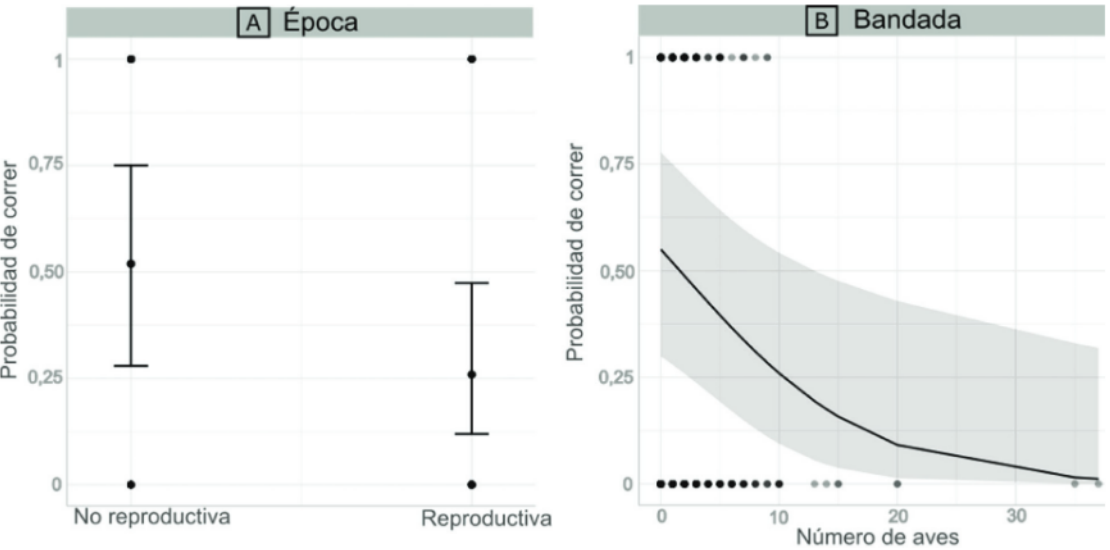 A Época
Probabilidad de correr
1
0,75
0,50
0,25
0
No reproductiva
Reproductiva
B Bandada
Probabilidad de correr
1
0,75
0,50
0,25
0
0
10
20
30
Número de aves